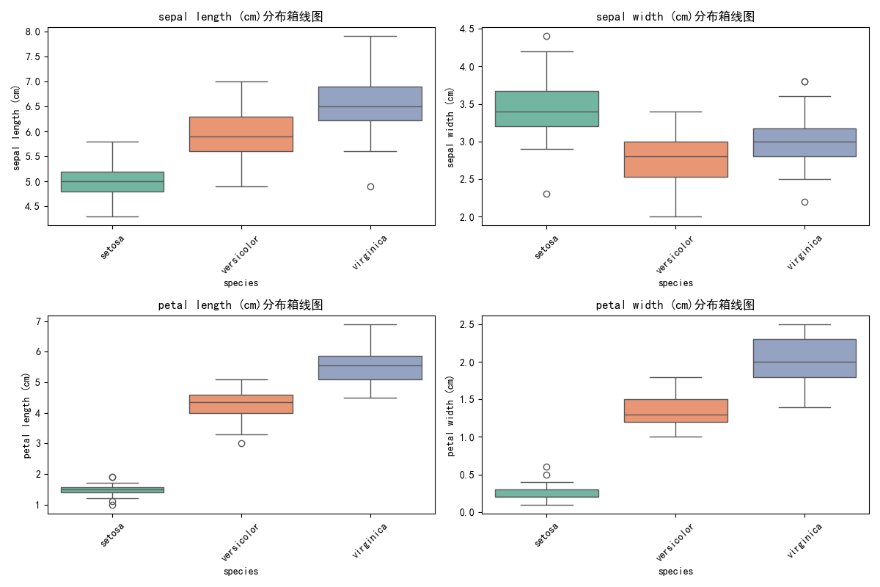 sepal length (cm)分布箱线图
sepal length (cm)
8.0
7.5
7.0
6.5
6.0
5.5
5.0
4.5
setosa
versicolor
virginica
species
sepal width (cm)分布箱线图
sepal width (cm)
4.5
4.0
3.5
3.0
2.5
2.0
setosa
versicolor
virginica
species
petal length (cm)分布箱线图
petal length (cm)
7
6
5
4
3
2
1
setosa
versicolor
virginica
species
petal width (cm)分布箱线图
petal width (cm)
2.5
2.0
1.5
1.0
0.5
0.0
setosa
versicolor
virginica
species